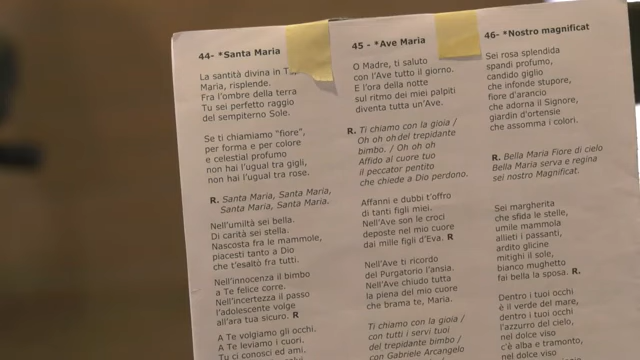 44- *Santa Maria
La santità divina in
Maria, risplende.
Fra l'ombre della terra
Tu sei perfetto raggio
del sempiterno Sole.
Se ti chiamiamo "fiore",
per forma e per colore
e celestial profumo
non hai l'ugual tra gigli,
non hai l'ugual tra rose.
R. Santa Maria, Santa Maria,
Santa Maria, Santa Maria.
Nell'umiltà sei bella.
Di carità sei stella.
Nascosta fra le mammole,
piacesti tanto a Dio
che t'esaltò fra tutti.
Nell'innocenza il bimbo
a Te felice corre.
Nell'incertezza il passo
l'adolescente volge
all'ara tua sicuro. R
A Te volgiamo gli occhi.
A Te leviamo i cuori.
Tu ci conosci ed ami.
45 - *Ave Maria
O Madre, ti saluto
con l'Ave tutto il giorno.
E l'ora della notte
sul ritmo dei miei palpiti
diventa tutta un'Ave.
R. Ti chiamo con la gioia /
Oh oh oh del trepidante
bimbo. / Oh oh oh
Affido al cuore tuo
il peccator pentito
che chiede a Dio perdono.
Affanni e dubbi t'offro
di tanti figli miei.
Nell'Ave son le croci
deposte nel mio cuore
dai mille figli d'Eva. R
Nell'Ave ti ricordo
del Purgatorio l'ansia.
Nell'Ave chiudo tutta
la piena del mio cuore
che brama te, Maria.
Ti chiamo con la gioia /
con tutti i servi tuoi
del trepidante bimbo /
con Gabriele Arcangelo
46- *Nostro magnificat
Sei rosa splendida
spandi profumo,
candido giglio
che infonde stupore,
fiore d'arancio
che adorna il Signore,
giardin d'ortensie
che assomma i colori.
R. Bella Maria Fiore di cielo
Bella Maria serva e regina
sei nostro Magnificat.
Sei margherita
che sfida le stelle,
umile mammola
allieti i passanti,
ardito glicine
mitighi il sole,
bianco mughetto
fai bella la sposa. R.
Dentro i tuoi occhi
è il verde del mare,
dentro i tuoi occhi
l'azzurro del cielo,
nel dolce viso
c'è alba e tramonto,
nel dolce viso